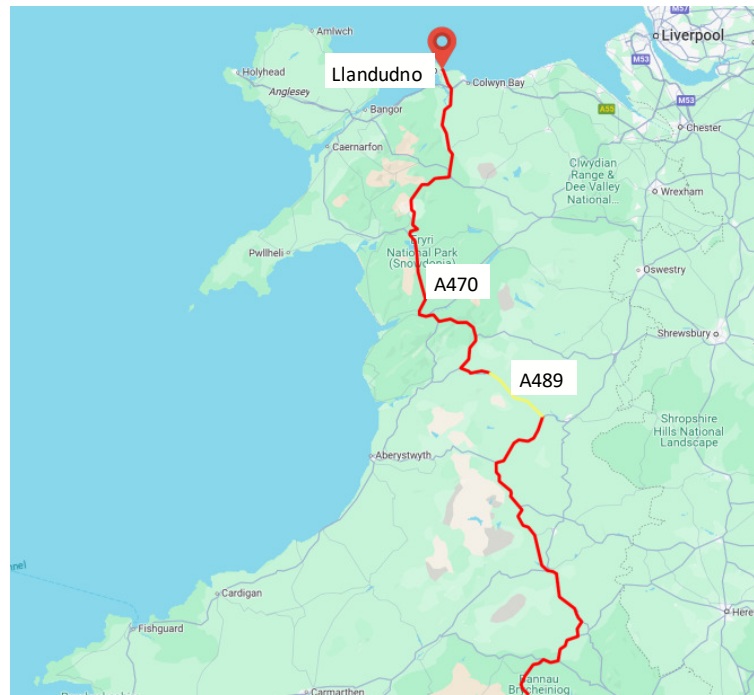 Amlwch
M57
Liverpool
Llandudno
Holyhead
Anglesey
Colwyn Bay
M53
Bangor
A55
M53
Chester
Caernarfon
Clwydian
Range &
Dee Valley
National...
Wrexham
Eryri
National Park
(Snowdonia)
Pwllheli
Oswestry
A470
Shrewsbury
A489
Shropshire
Hills National
Landscape
Aberystwyth
Cardigan
Here
Fishguard
Bannau
Brycheiniog
Carmarthen